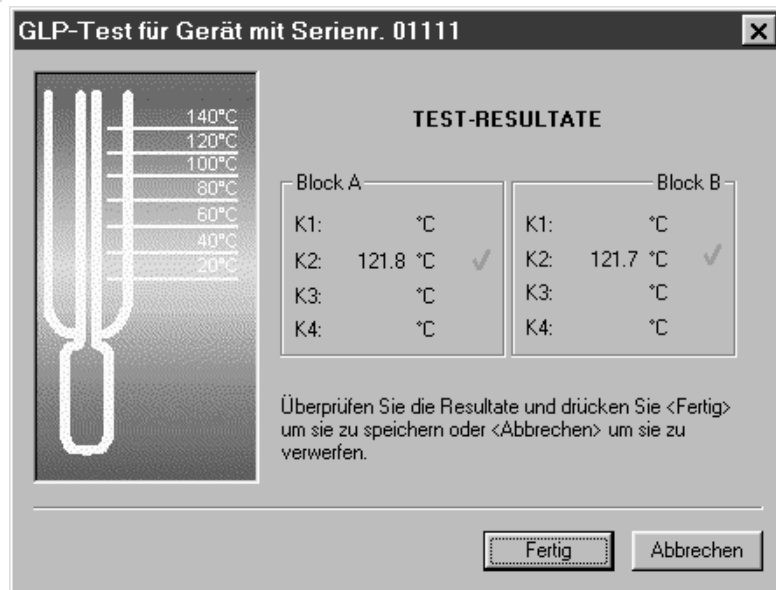 GLP-Test für Gerät mit Serienr. 01111
140°C
120°C
100°C
80°C
60°C
40°C
20°C
TEST-RESULTATE
Block A
K1: °C
K2: 121.8 °C
K3: °C
K4: °C
Block B
K1: °C
K2: 121.7 °C
K3: °C
K4: °C
Überprüfen Sie die Resultate und drücken Sie <Fertig>
um sie zu speichern oder <Abbrechen> um sie zu
verwerfen.
Fertig
Abbrechen